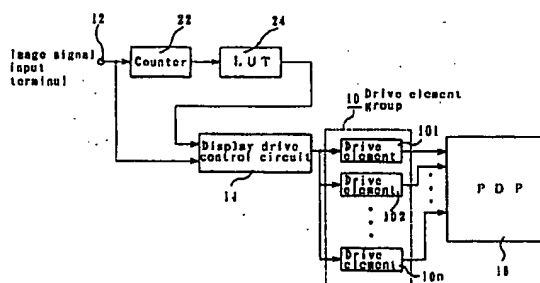 12
22
24
Image signal
input
terminal
Counter
LUT
Drive element
10 group
Display drive
control circuit
14
Drive
element
101
Drive
element
102
Drive
element
10n
PDP
18